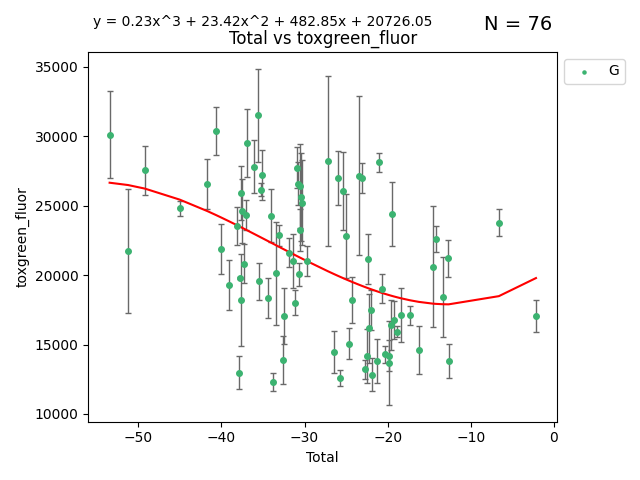 y = 0.23x^3 + 23.42x^2 + 482.85x + 20726.05
N = 76
Total vs toxgreen_fluor
G
35000
30000
25000
20000
15000
10000
toxgreen_fluor
−50
−40
−30
−20
−10
0
Total